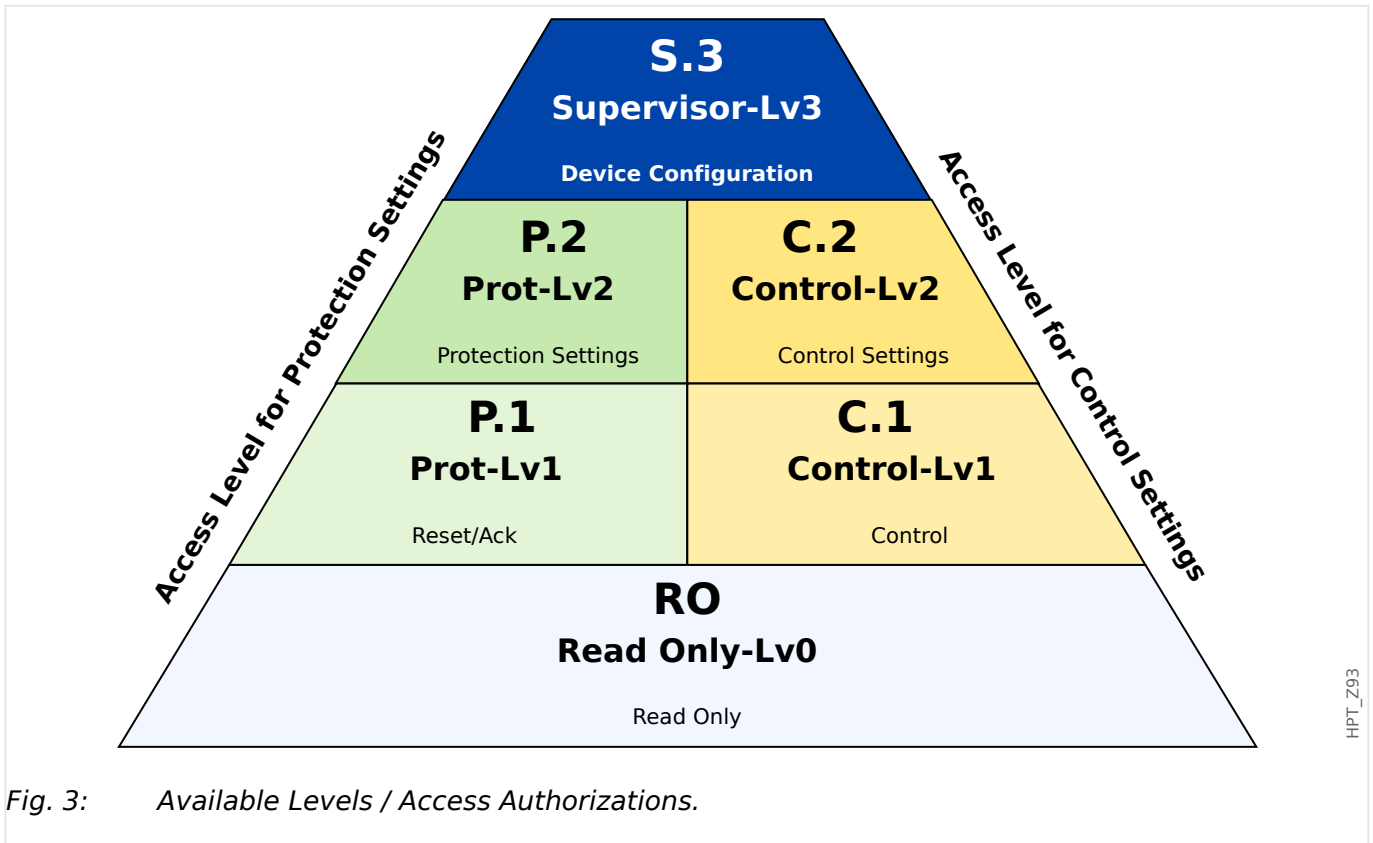 S.3
Supervisor-Lv3
Device Configuration
Access Level for Protection Settings
Access Level for Control Settings
P.2
Prot-Lv2
Protection Settings
C.2
Control-Lv2
Control Settings
P.1
Prot-Lv1
Reset/Ack
C.1
Control-Lv1
Control
RO
Read Only-Lv0
Read Only
HPT_Z93
Fig. 3: Available Levels / Access Authorizations.